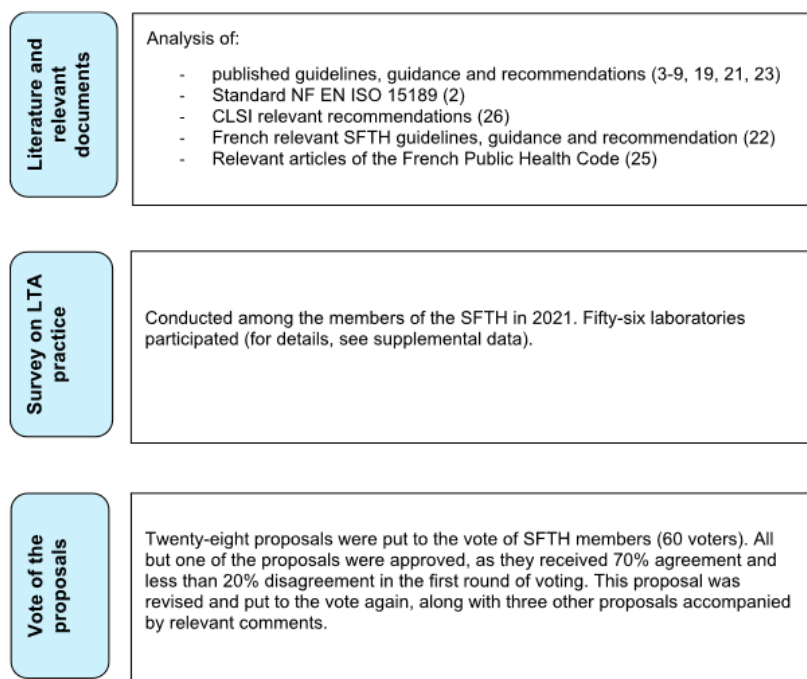 Literature and
relevant
documents
Analysis of:
- published guidelines, guidance and recommendations (3-9, 19, 21, 23)
- Standard NF EN ISO 15189 (2)
- CLSI relevant recommendations (26)
- French relevant SFTH guidelines, guidance and recommendation (22)
- Relevant articles of the French Public Health Code (25)
Survey on LTA
practice
Conducted among the members of the SFTH in 2021. Fifty-six laboratories
participated (for details, see supplemental data).
Vote of the
proposals
Twenty-eight proposals were put to the vote of SFTH members (60 voters). All
but one of the proposals were approved, as they received 70% agreement and
less than 20% disagreement in the first round of voting. This proposal was
revised and put to the vote again, along with three other proposals accompanied
by relevant comments.